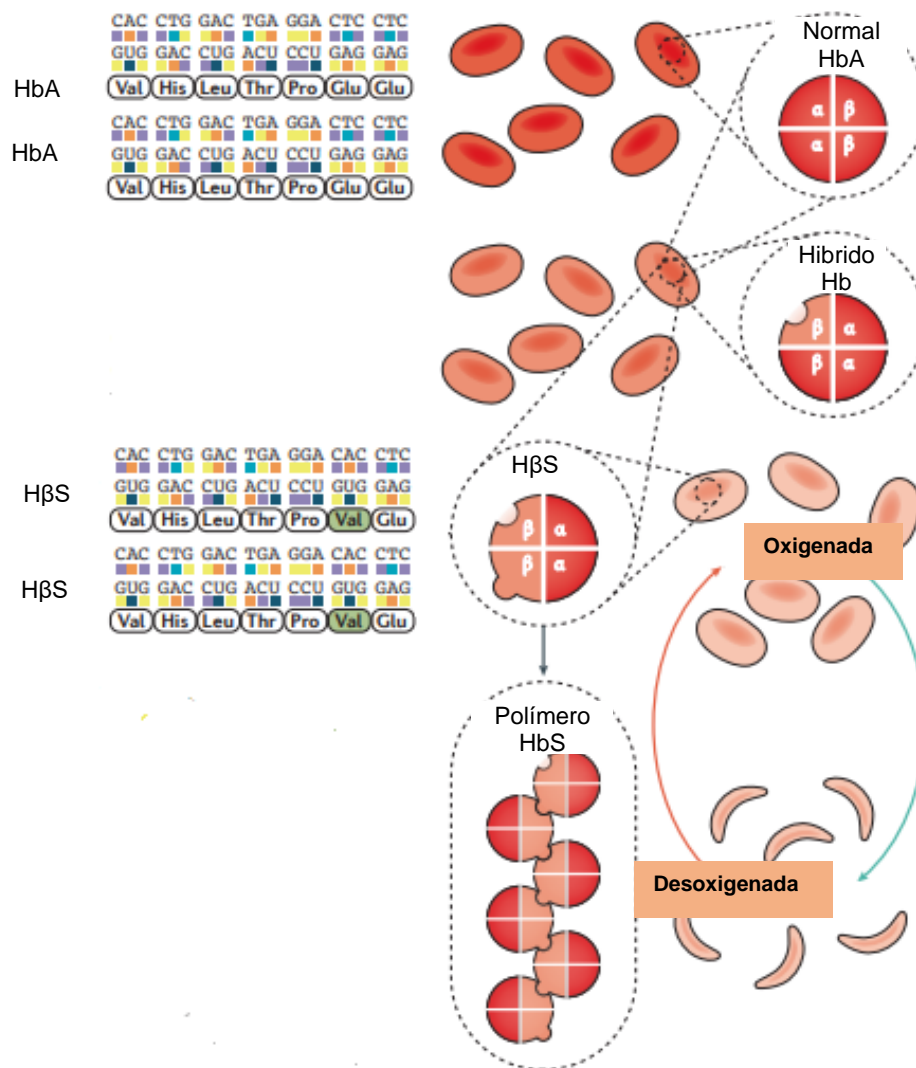 CAC CTG GAC TGA GGA CTC CTC
GUG GAC CUG ACU CCU GAG GAG
HbA
Val His Leu Thr Pro Glu Glu
CAC CTG GAC TGA GGA CTC CTC
HbA
GUG GAC CUG ACU CCU GAG GAG
Val His Leu Thr Pro Glu Glu
Normal
HbA
α β
α β
Hibrido
Hb
β α
β α
CAC CTG GAC TGA GGA CAC CTC
HβS
GUG GAC CUG ACU CCU GUG GAG
Val His Leu Thr Pro Val Glu
CAC CTG GAC TGA GGA CAC CTC
HβS
GUG GAC CUG ACU CCU GUG GAG
Val His Leu Thr Pro Val Glu
HβS
β α
β α
Oxigenada
Polímero
HbS
Desoxigenada